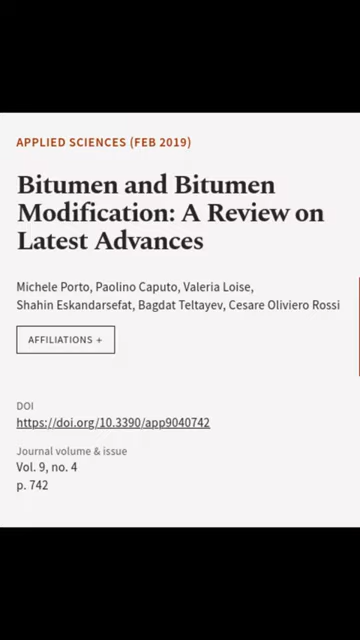 APPLIED SCIENCES (FEB 2019)
Bitumen and Bitumen
Modification: A Review on
Latest Advances
Michele Porto, Paolino Caputo, Valeria Loise,
Shahin Eskandarsefat, Bagdat Teltayev, Cesare Oliviero Rossi
AFFILIATIONS +
DOI
https://doi.org/10.3390/app9040742
Journal volume & issue
Vol. 9, no. 4
p. 742